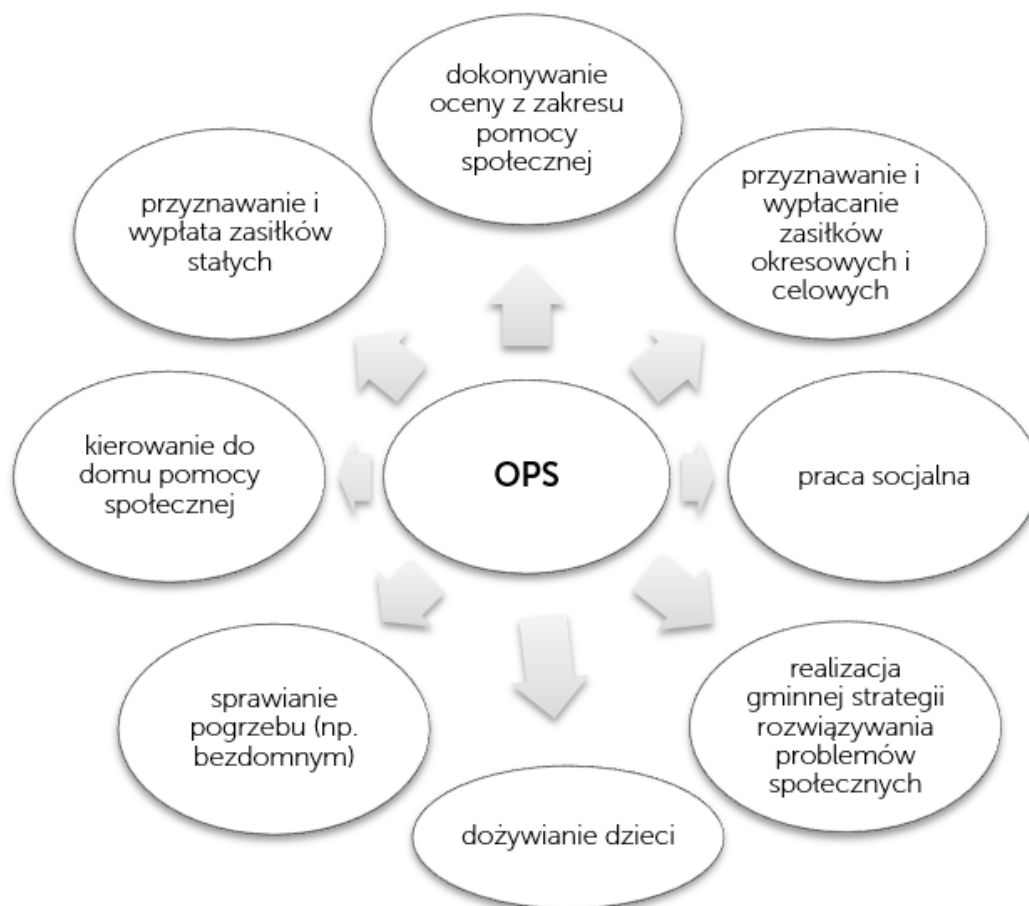 dokonywanie
oceny z zakresu
pomocy
społecznej
przyznawanie i
wypłacanie
zasiłków
okresowych i
celowych
praca socjalna
realizacja
gminnej strategii
rozwiązywania
problemów
społecznych
dożywianie dzieci
sprawianie
pogrzebu (np.
bezdomnym)
kierowanie do
domu pomocy
społecznej
przyznawanie i
wypłata zasiłków
stałych
OPS